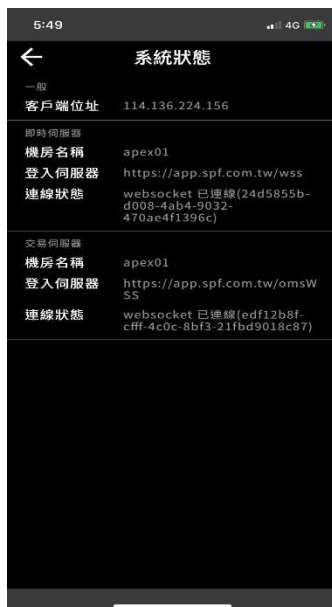 5:49
4G
系統狀態
一般
客戶端位址 114.136.224.156
即時伺服器
機房名稱 apex01
登入伺服器 https://app.spf.com.tw/wss
連線狀態 websocket 已連線(24d5855b-
d008-4ab4-9032-
470ae4f1396c)
交易伺服器
機房名稱 apex01
登入伺服器 https://app.spf.com.tw/omsW
SS
連線狀態 websocket 已連線(edf12b8f-
cfff-4c0c-8bf3-21fbd9018c87)